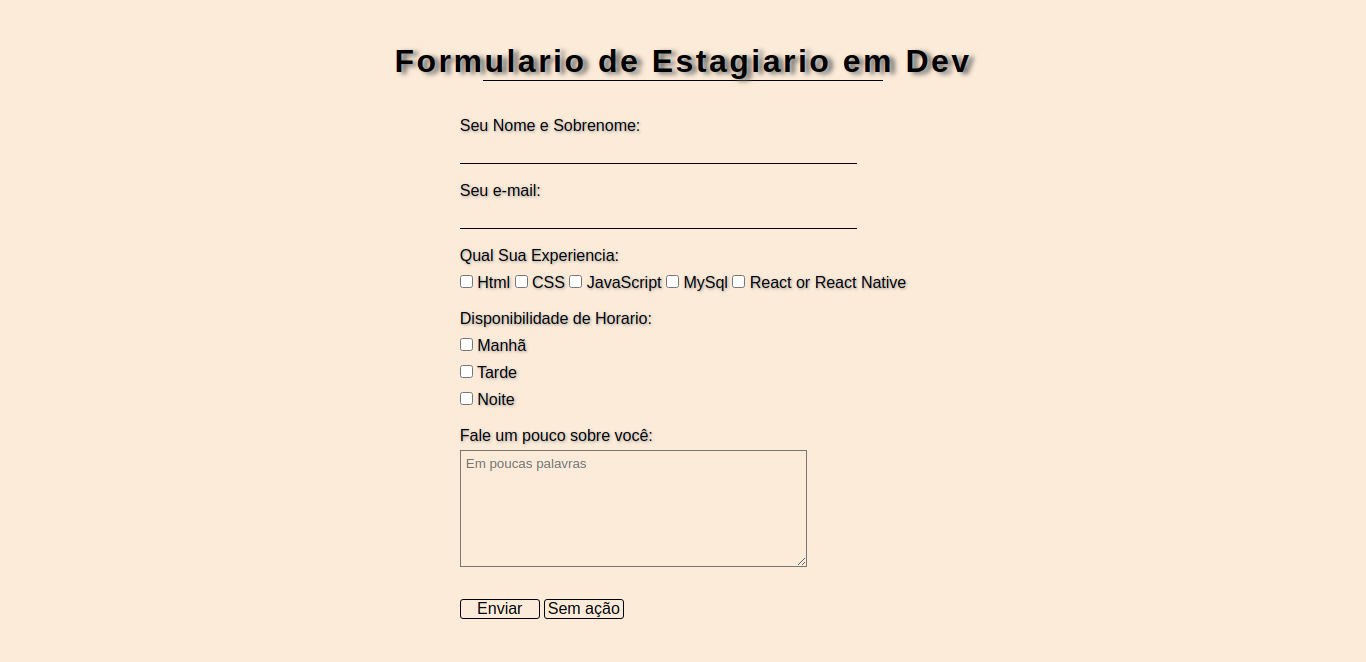 Formulario de Estagiario em Dev
Seu Nome e Sobrenome:
Seu e-mail:
Qual Sua Experiencia:
Html CSS JavaScript MySql React or React Native
Disponibilidade de Horario:
Manhã
Tarde
Noite
Fale um pouco sobre você:
Em poucas palavras
Enviar Sem ação